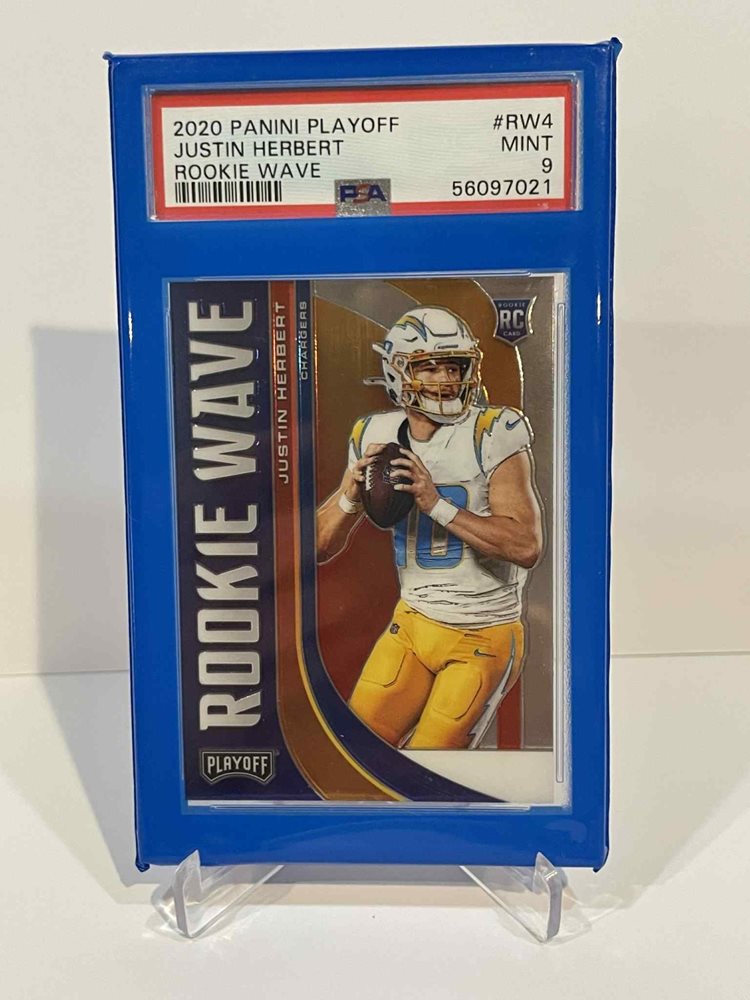 2020 PANINI PLAYOFF #RW4
JUSTIN HERBERT MINT
ROOKIE WAVE 9
PSA 56097021
ROOKIE WAVE
JUSTIN HERBERT
CHARGERS
ROOKIE
RC
CARD
10
PLAYOFF